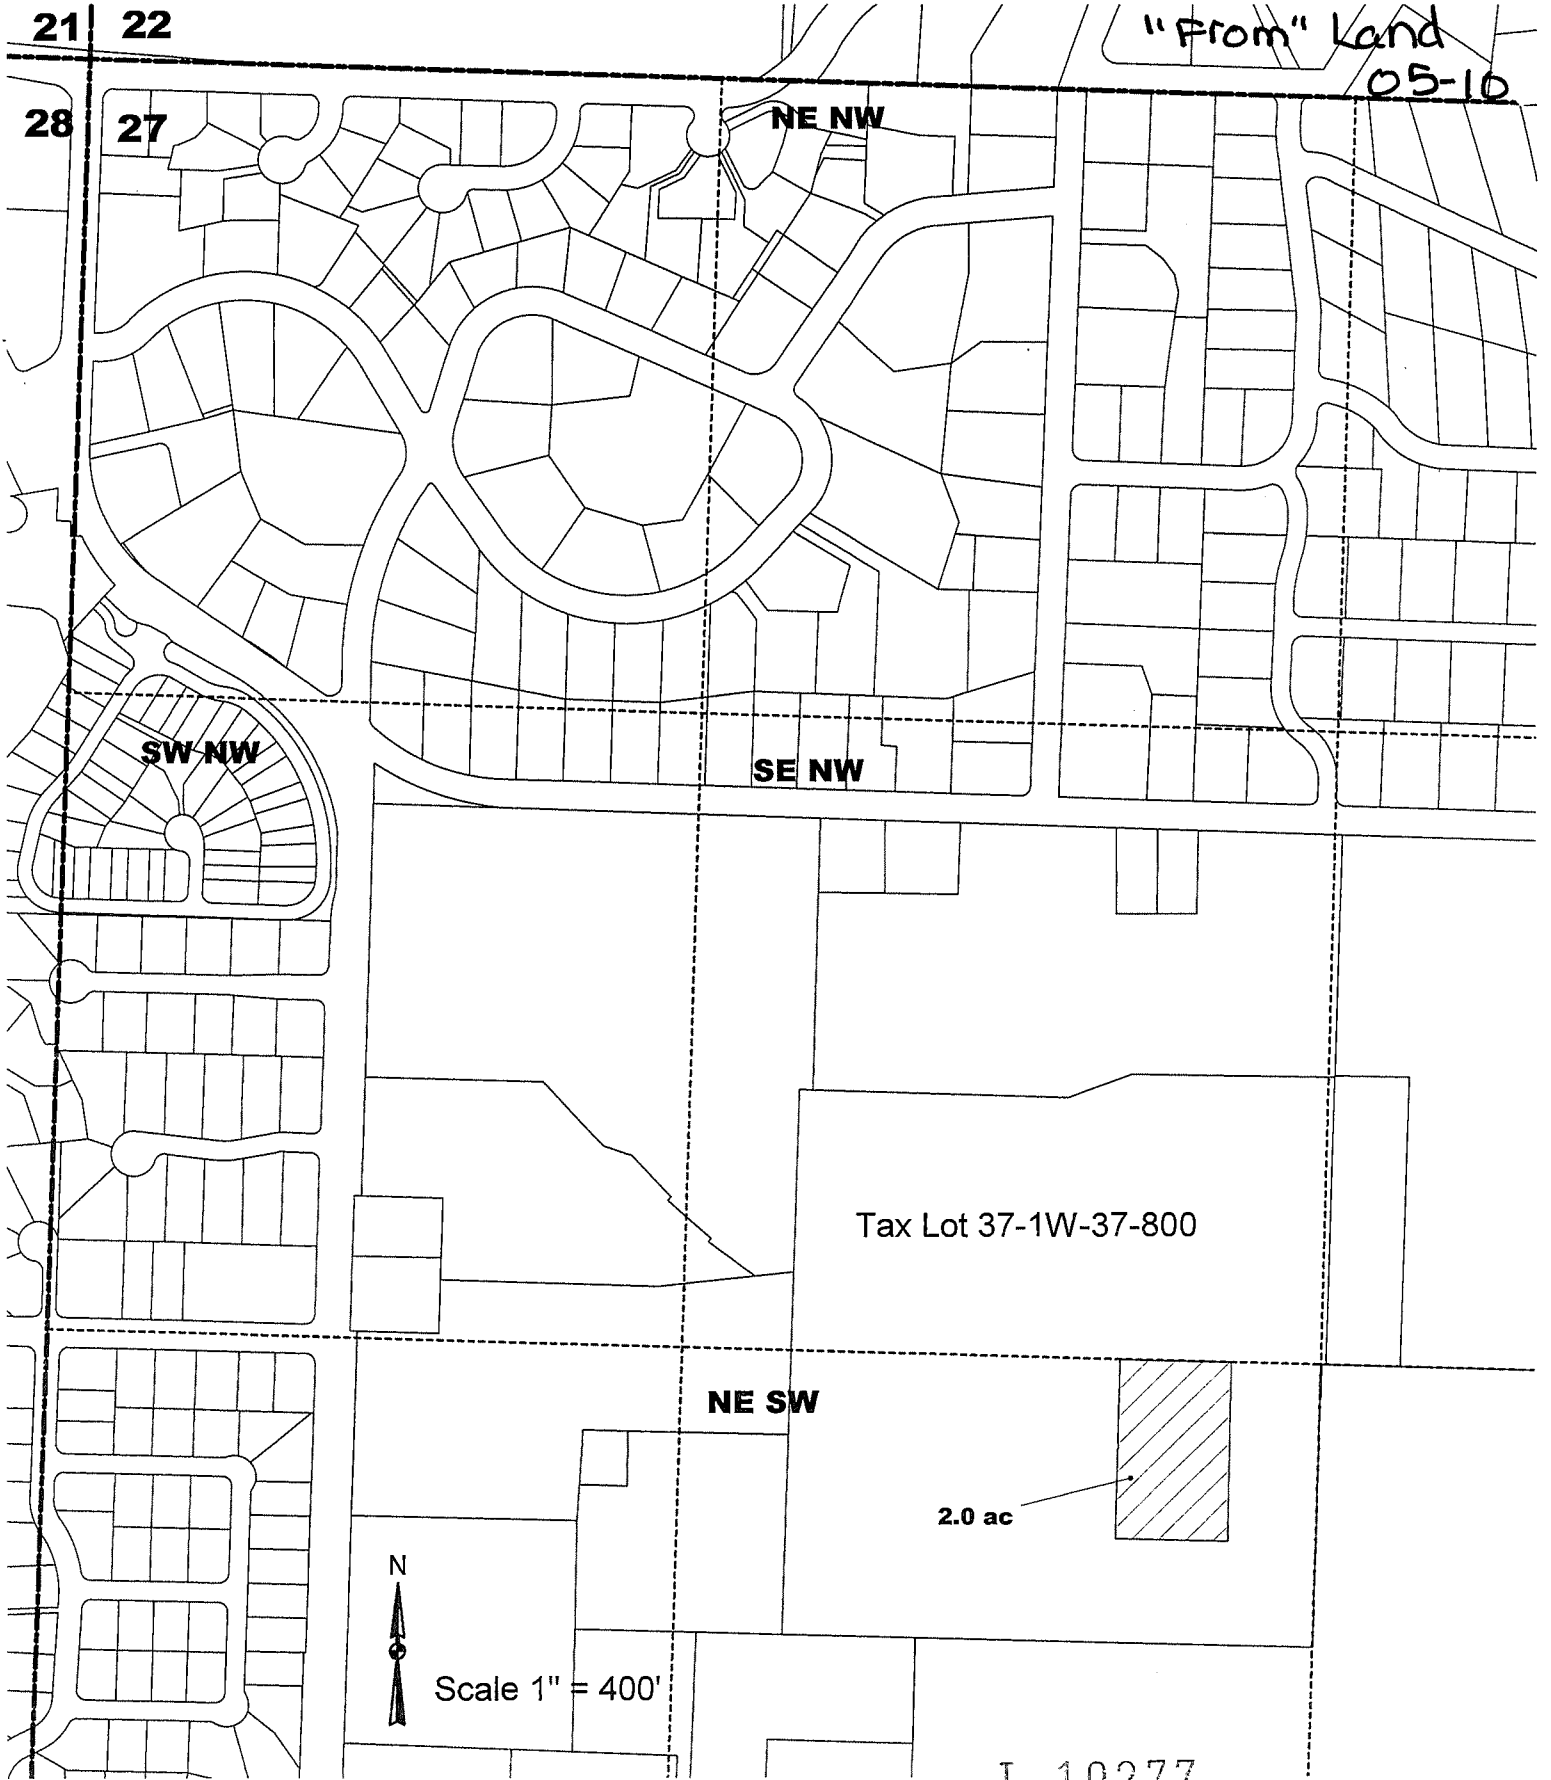 21 22
"From" Land
05-10
28 27
NE NW
SW NW
SE NW
Tax Lot 37-1W-37-800
NE SW
2.0 ac
N
Scale 1" = 400'